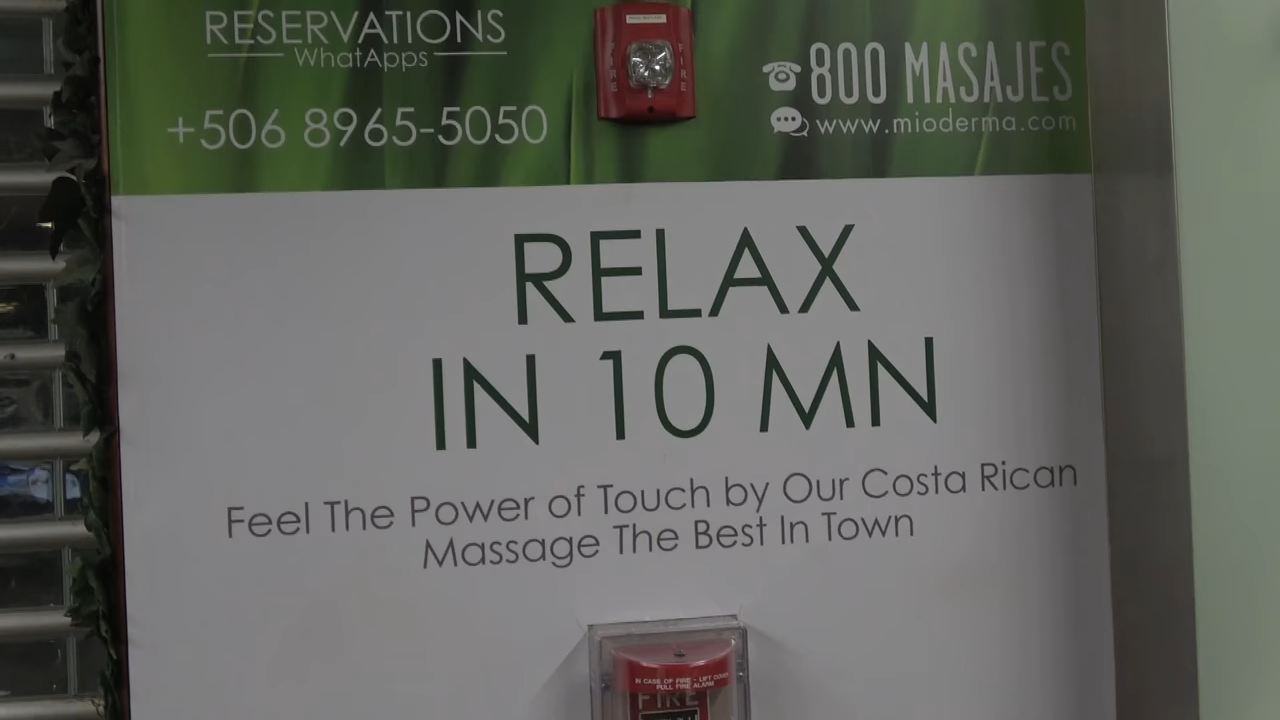 RESERVATIONS
WhatApps
+506 8965-5050
FIRE
FIRE
800 MASAJES
www.mioderma.com
RELAX
IN 10 MN
Feel The Power of Touch by Our Costa Rican
Massage The Best In Town
IN CASE OF FIRE - LIFT COVER
PULL FIRE ALARM
FIRE